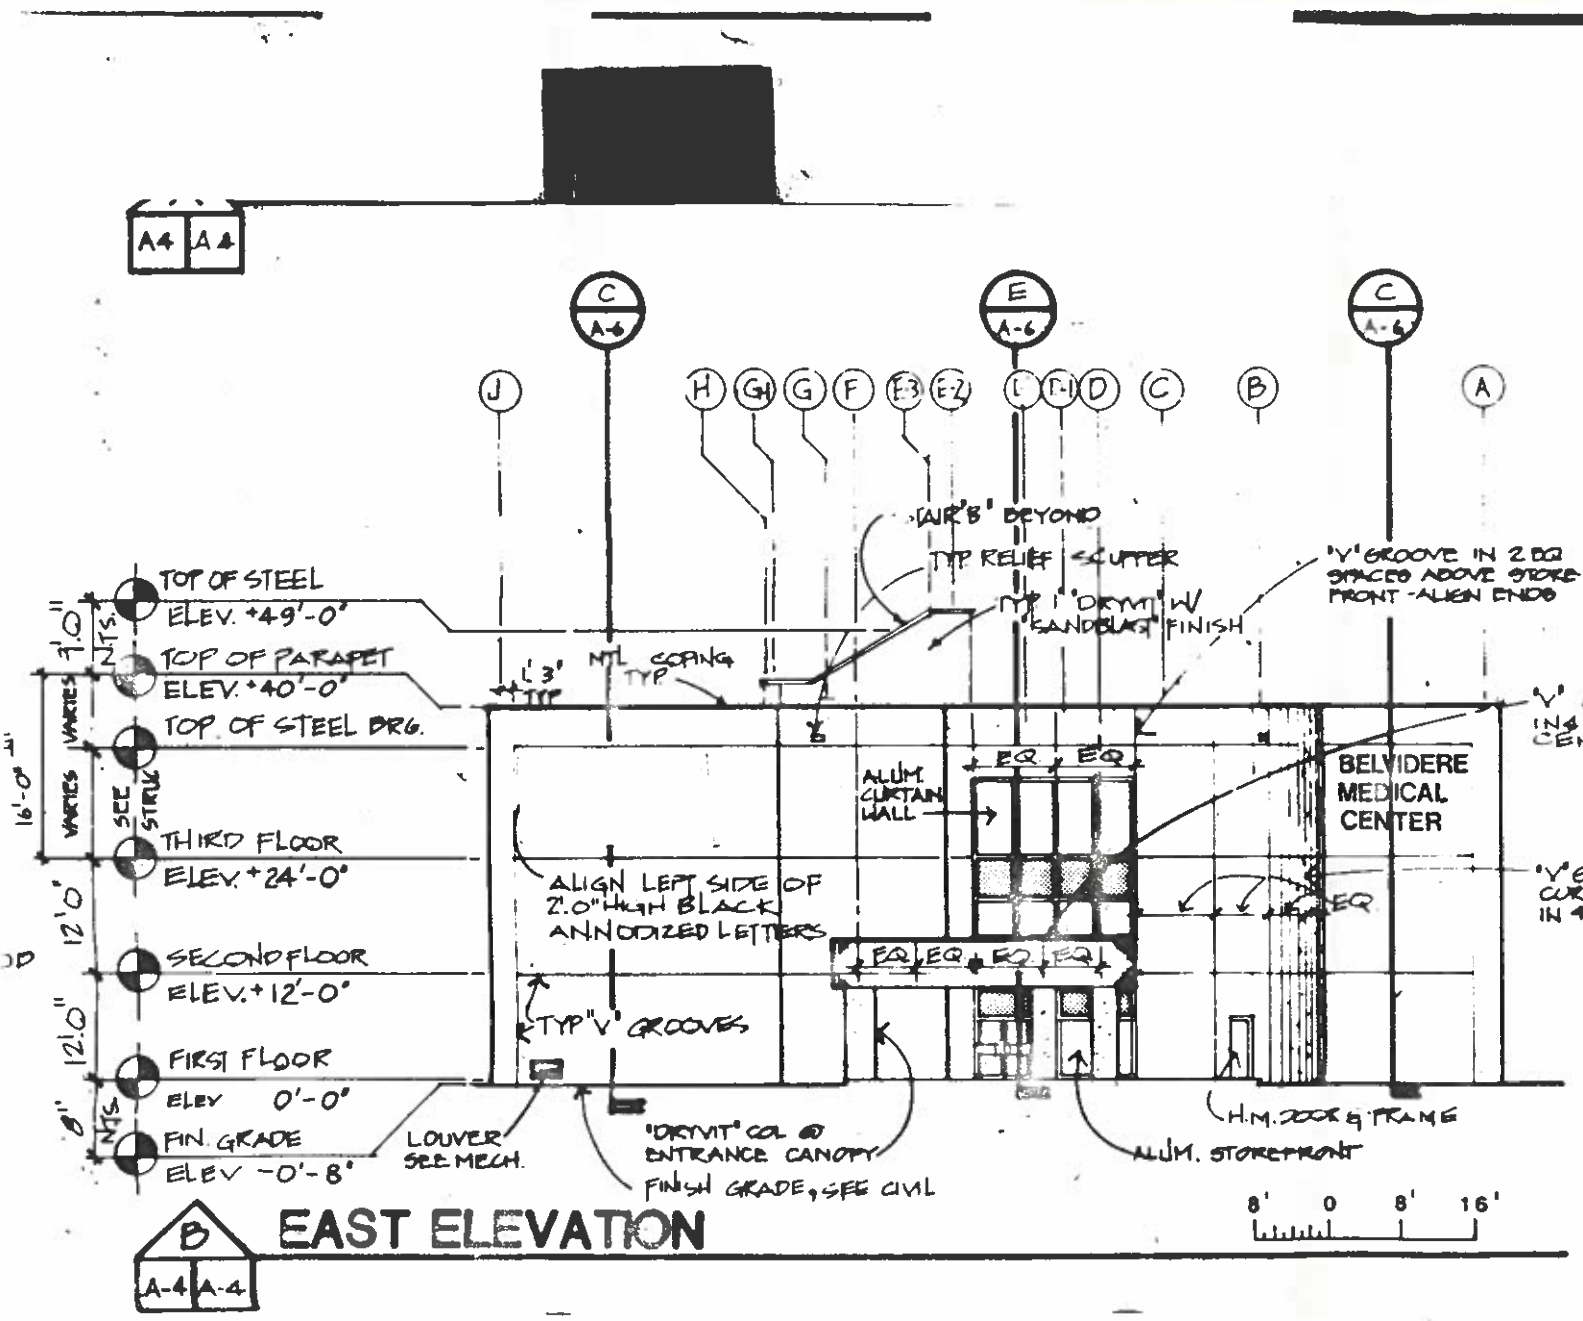 A4 A4
C
A-6
E
A-6
C
A-6
J
H
G-1
G
F
E-3
E-2
E
D
C
B
A
"B" BEYOND
TYP RELIEF SCUPPER
TYP 1" "DRYVIT" W/
"SANDBLAST" FINISH
"V" GROOVE IN 2 EQ
SPACES ABOVE STORE
FRONT - ALIGN ENDS
TOP OF STEEL
ELEV. +49'-0"
N.T.S.
TOP OF PARAPET
ELEV. +40'-0"
TOP OF STEEL BRG.
VARIES
VARIES
SEE
STRUC
16'-0"
THIRD FLOOR
ELEV. +24'-0"
12'0"
SECOND FLOOR
ELEV. +12'-0"
12'0"
FIRST FLOOR
ELEV 0'-0"
8"
N.T.S.
FIN. GRADE
ELEV -0'-8"
1'3"
TYP
MTL COPING
TYP.
EQ EQ
ALUM.
CURTAIN
WALL
BELVIDERE
MEDICAL
CENTER
"V"
ALIGN LEFT SIDE OF
2'.0" HIGH BLACK
ANNODIZED LETTERS
EQ
EQ EQ EQ EQ
TYP "V" GROOVES
LOUVER
SEE MECH.
"DRYVIT" COL @
ENTRANCE CANOPY
FINISH GRADE, SEE CIVIL
H.M. DOOR & FRAME
ALUM. STOREFRONT
8' 0 8' 16'
B
A-4 A-4
EAST ELEVATION